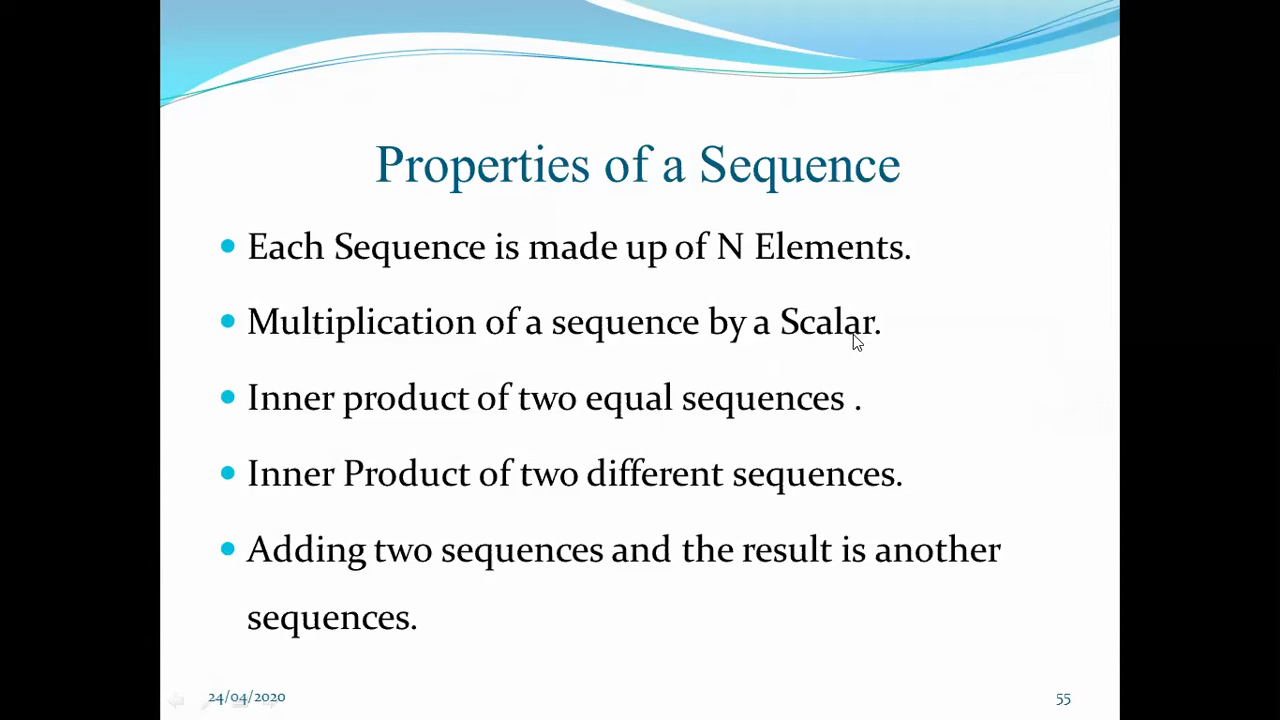 Properties of a Sequence
• Each Sequence is made up of N Elements.
• Multiplication of a sequence by a Scalar.
• Inner product of two equal sequences .
• Inner Product of two different sequences.
• Adding two sequences and the result is another
sequences.
24/04/2020
55